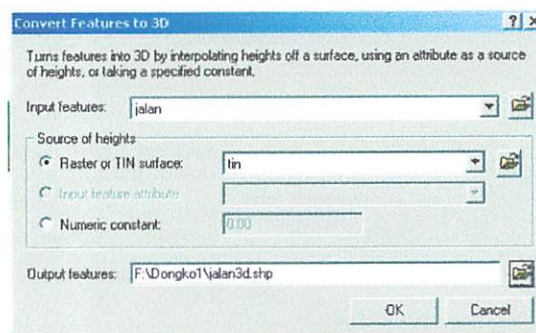 Convert Features to 3D
Turns features into 3D by interpolating heights off a surface, using an attribute as a source
of heights, or taking a specified constant.
Input features: jalan
Source of heights
Raster or TIN surface: tin
Input feature attribute
Numeric constant: 0.00
Output features: F:\Dongko1\jalan3d.shp
OK Cancel